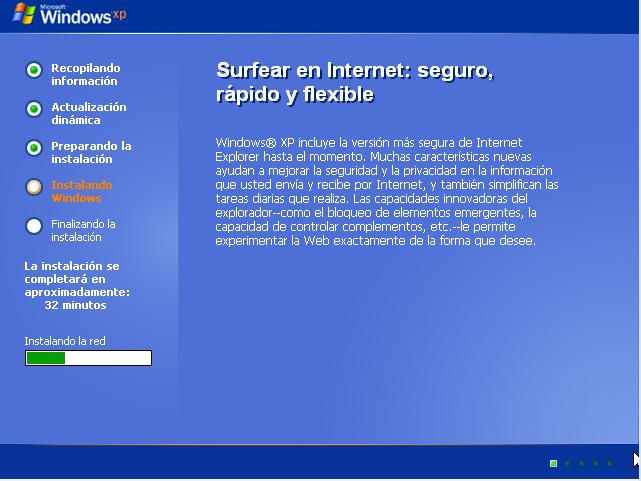 Microsoft
Windows xp
Recopilando
información
Actualización
dinámica
Preparando la
instalación
Instalando
Windows
Finalizando la
instalación
La instalación se
completará en
aproximadamente:
32 minutos
Instalando la red
Surfear en Internet: seguro,
rápido y flexible
Windows® XP incluye la versión más segura de Internet
Explorer hasta el momento. Muchas características nuevas
ayudan a mejorar la seguridad y la privacidad en la información
que usted envía y recibe por Internet, y también simplifican las
tareas diarias que realiza. Las capacidades innovadoras del
explorador--como el bloqueo de elementos emergentes, la
capacidad de controlar complementos, etc.--le permite
experimentar la Web exactamente de la forma que desee.